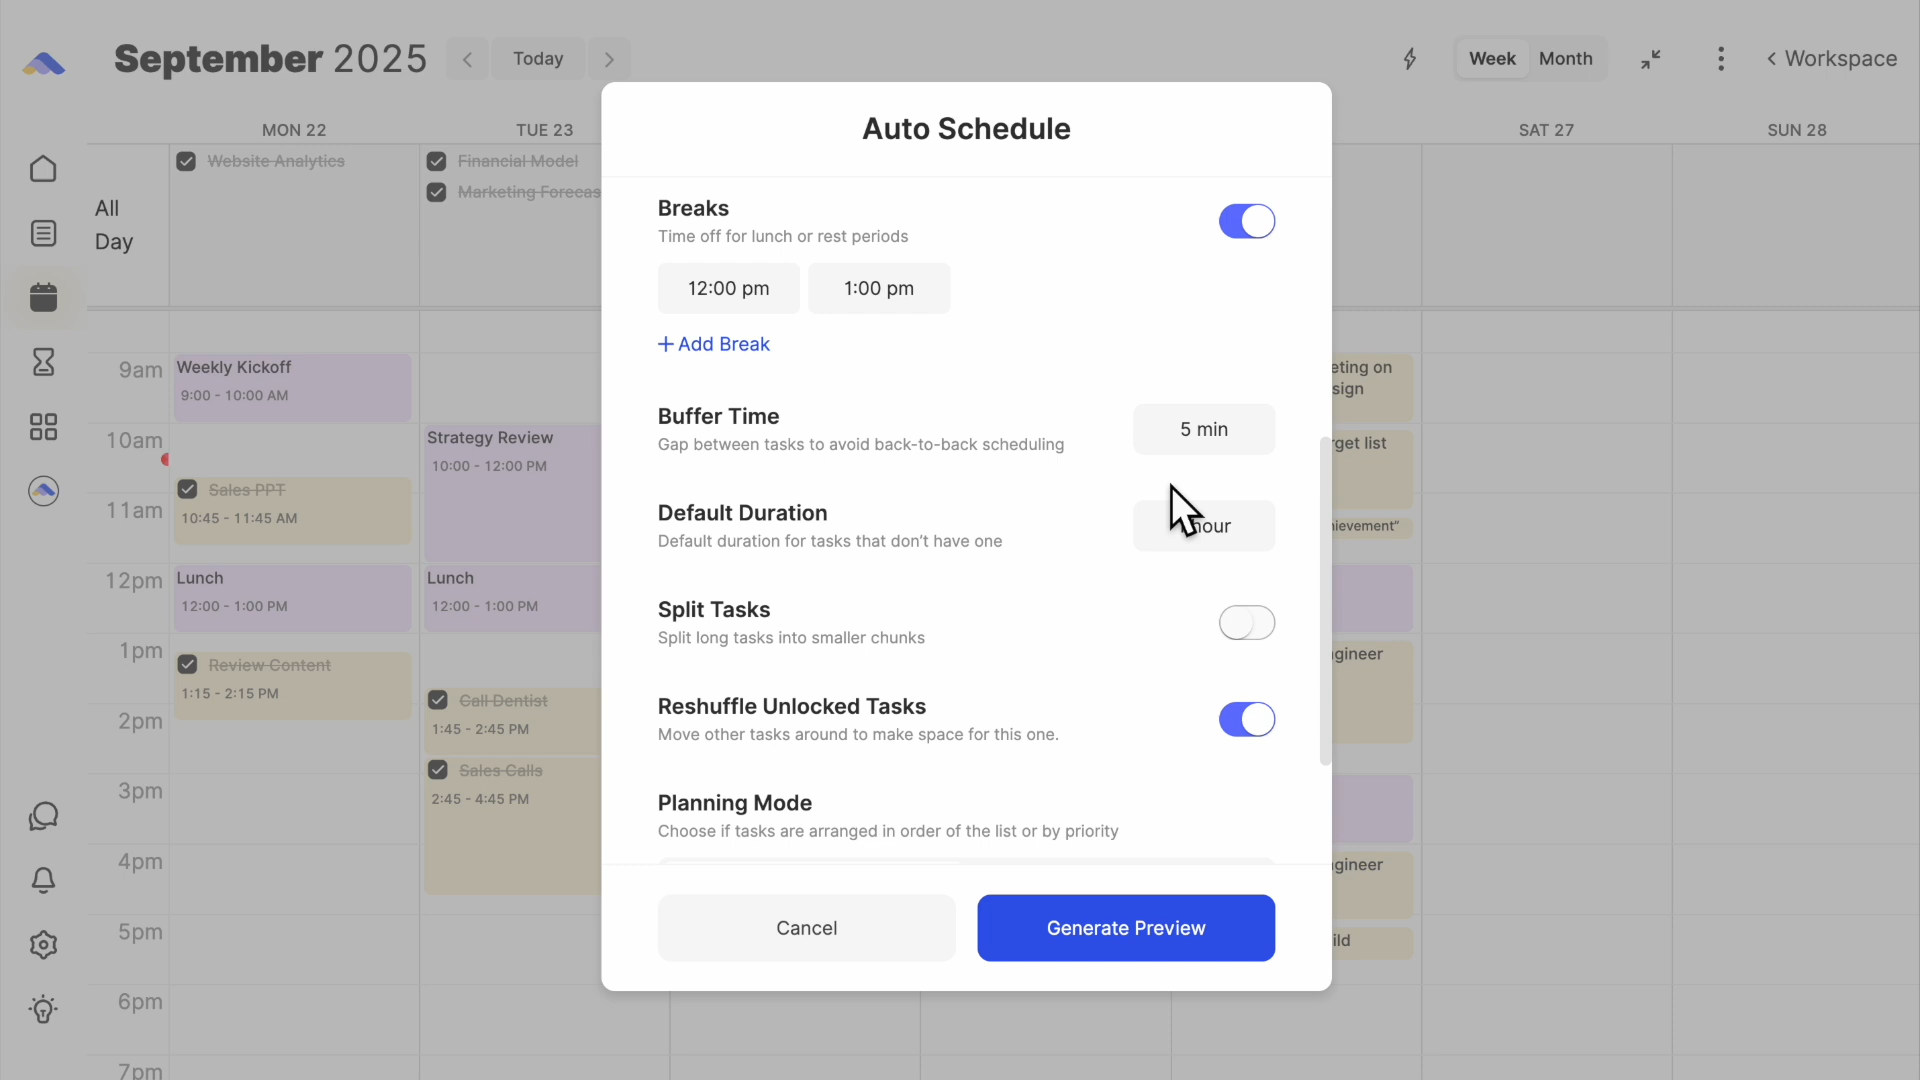 September 2025
Today
Week
Month
Workspace
MON 22
TUE 23
SAT 27
SUN 28
All
Day
Website Analytics
Financial Model
Marketing Forecas
9am
10am
11am
12pm
1pm
2pm
3pm
4pm
5pm
6pm
7pm
Weekly Kickoff
9:00 - 10:00 AM
Sales PPT
10:45 - 11:45 AM
Lunch
12:00 - 1:00 PM
Review Content
1:15 - 2:15 PM
Strategy Review
10:00 - 12:00 PM
Lunch
12:00 - 1:00 PM
Call Dentist
1:45 - 2:45 PM
Sales Calls
2:45 - 4:45 PM
Auto Schedule
Breaks
Time off for lunch or rest periods
12:00 pm
1:00 pm
+ Add Break
Buffer Time
Gap between tasks to avoid back-to-back scheduling
5 min
Default Duration
Default duration for tasks that don't have one
hour
Split Tasks
Split long tasks into smaller chunks
Reshuffle Unlocked Tasks
Move other tasks around to make space for this one.
Planning Mode
Choose if tasks are arranged in order of the list or by priority
Cancel
Generate Preview
eting on
sign
rget list
ievement”
gineer
gineer
ild